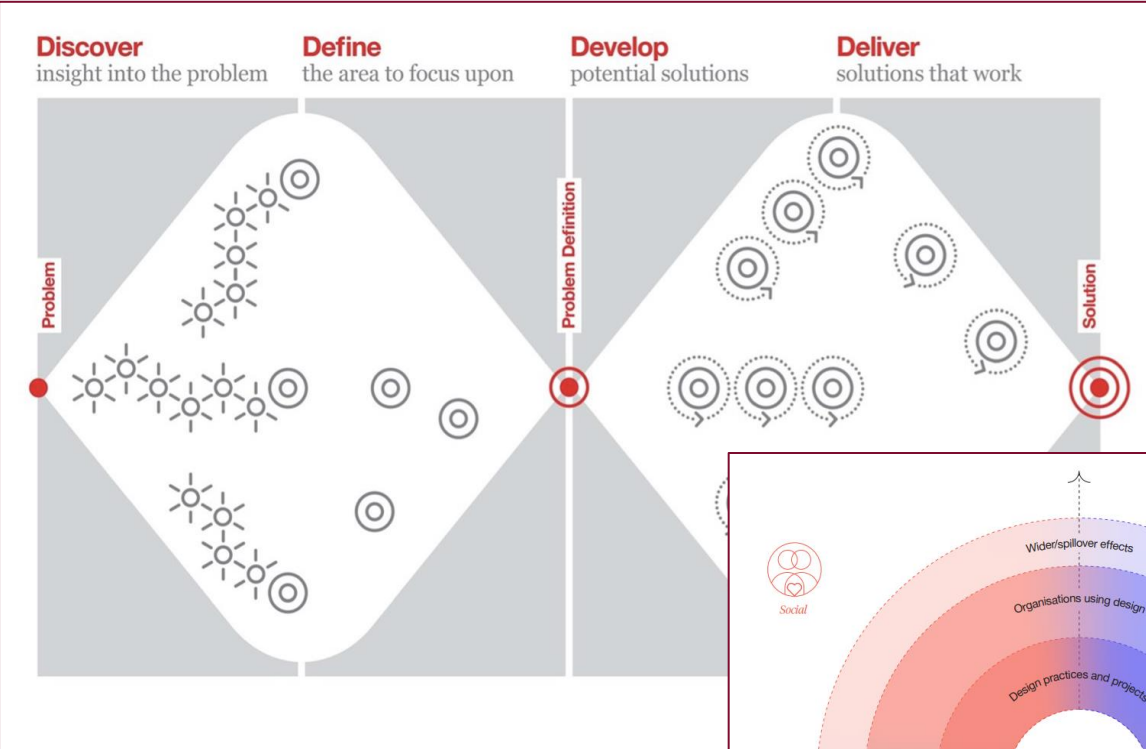 Discover
insight into the problem
Define
the area to focus upon
Develop
potential solutions
Deliver
solutions that work
Problem
Problem Definition
Solution
Social
Wider/spillover effects
Organisations using design
Design practices and projects